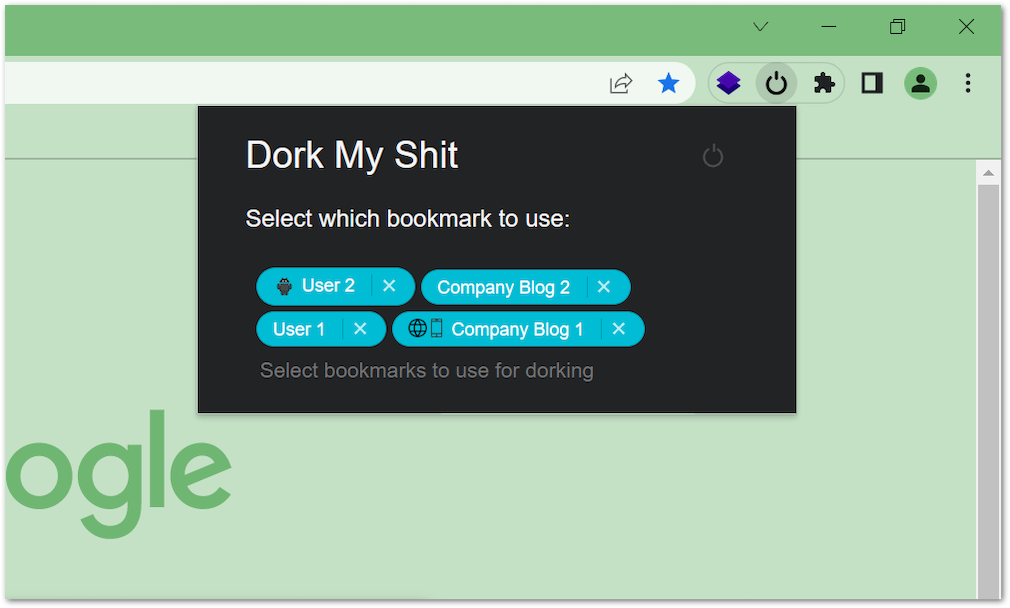 Dork My Shit
Select which bookmark to use:
User 2 Company Blog 2
User 1 Company Blog 1
Select bookmarks to use for dorking
ogle